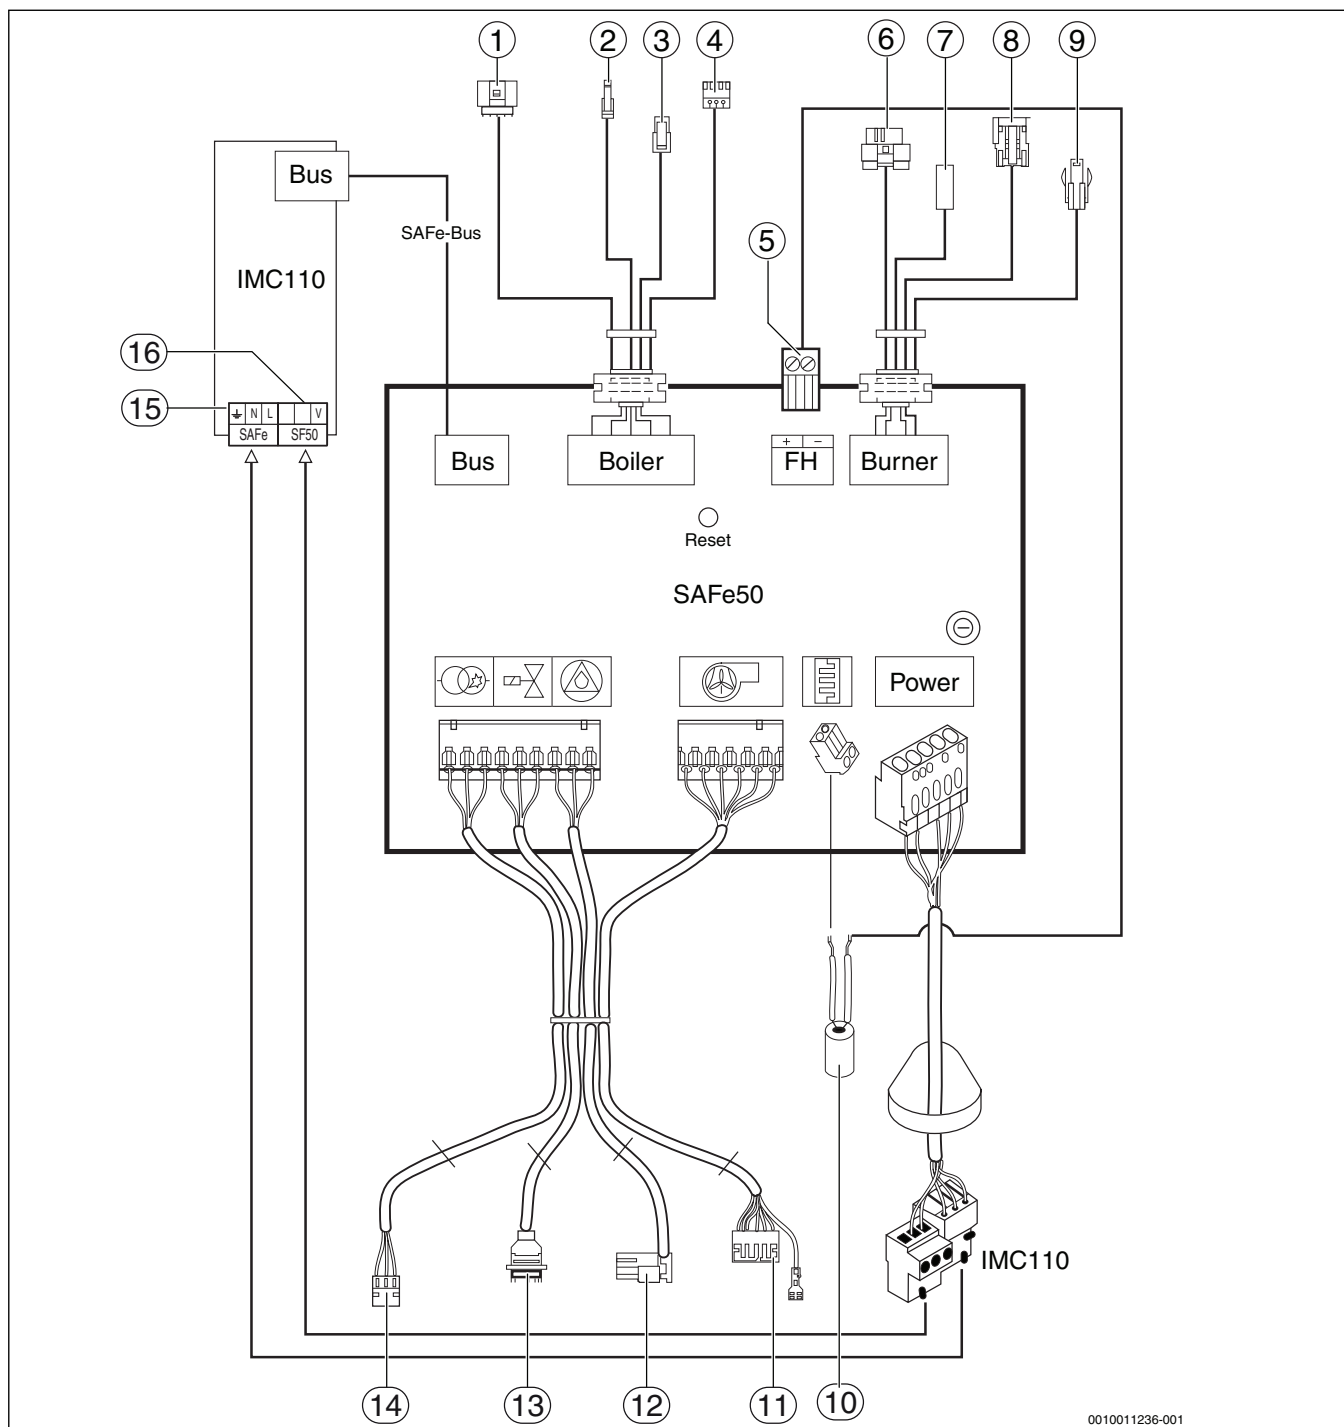 1 2 3 4 6 7 8 9
Bus
SAFe-Bus
5
IMC110
16
15
N L V
SAFe SF50
+ −
Bus Boiler FH Burner
Reset
SAFe50
Power
IMC110
14 13 12 11 10
0010011236-001